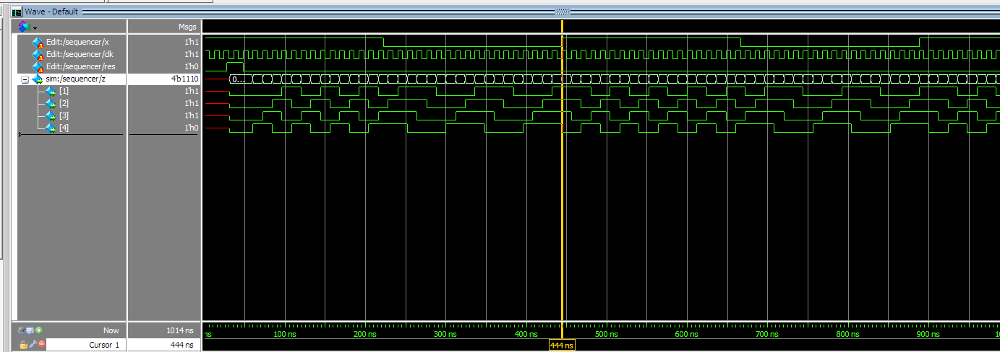 Wave - Default
Msgs
Edit:/sequencer/x 1'h1
Edit:/sequencer/clk 1'h1
Edit:/sequencer/res 1'h0
sim:/sequencer/z 4'b1110 0...
[1] 1'h1
[2] 1'h1
[3] 1'h1
[4] 1'h0
Now 1014 ns ns 100 ns 200 ns 300 ns 400 ns 500 ns 600 ns 700 ns 800 ns 900 ns 10
Cursor 1 444 ns 444 ns